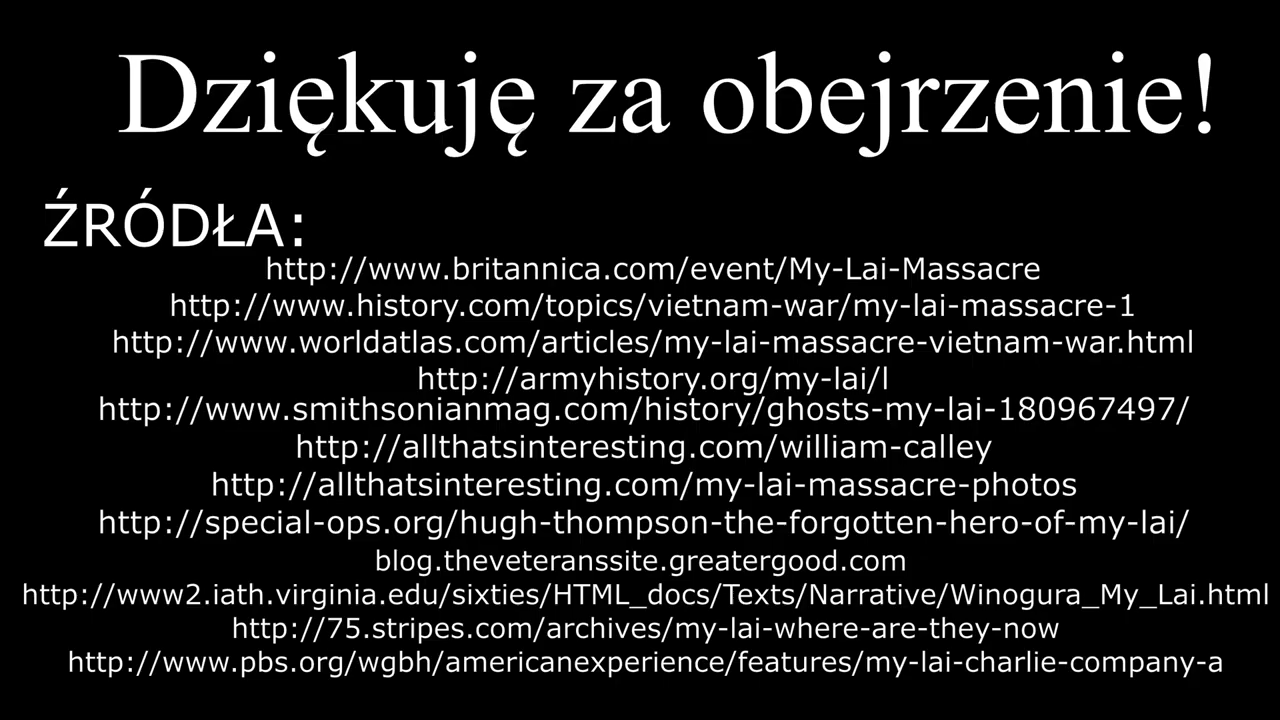 Dziękuję za obejrzenie!
ŹRÓDŁA:
http://www.britannica.com/event/My-Lai-Massacre
http://www.history.com/topics/vietnam-war/my-lai-massacre-1
http://www.worldatlas.com/articles/my-lai-massacre-vietnam-war.html
http://armyhistory.org/my-lai/l
http://www.smithsonianmag.com/history/ghosts-my-lai-180967497/
http://allthatsinteresting.com/william-calley
http://allthatsinteresting.com/my-lai-massacre-photos
http://special-ops.org/hugh-thompson-the-forgotten-hero-of-my-lai/
blog.theveteranssite.greatergood.com
http://www2.iath.virginia.edu/sixties/HTML_docs/Texts/Narrative/Winogura_My_Lai.html
http://75.stripes.com/archives/my-lai-where-are-they-now
http://www.pbs.org/wgbh/americanexperience/features/my-lai-charlie-company-a